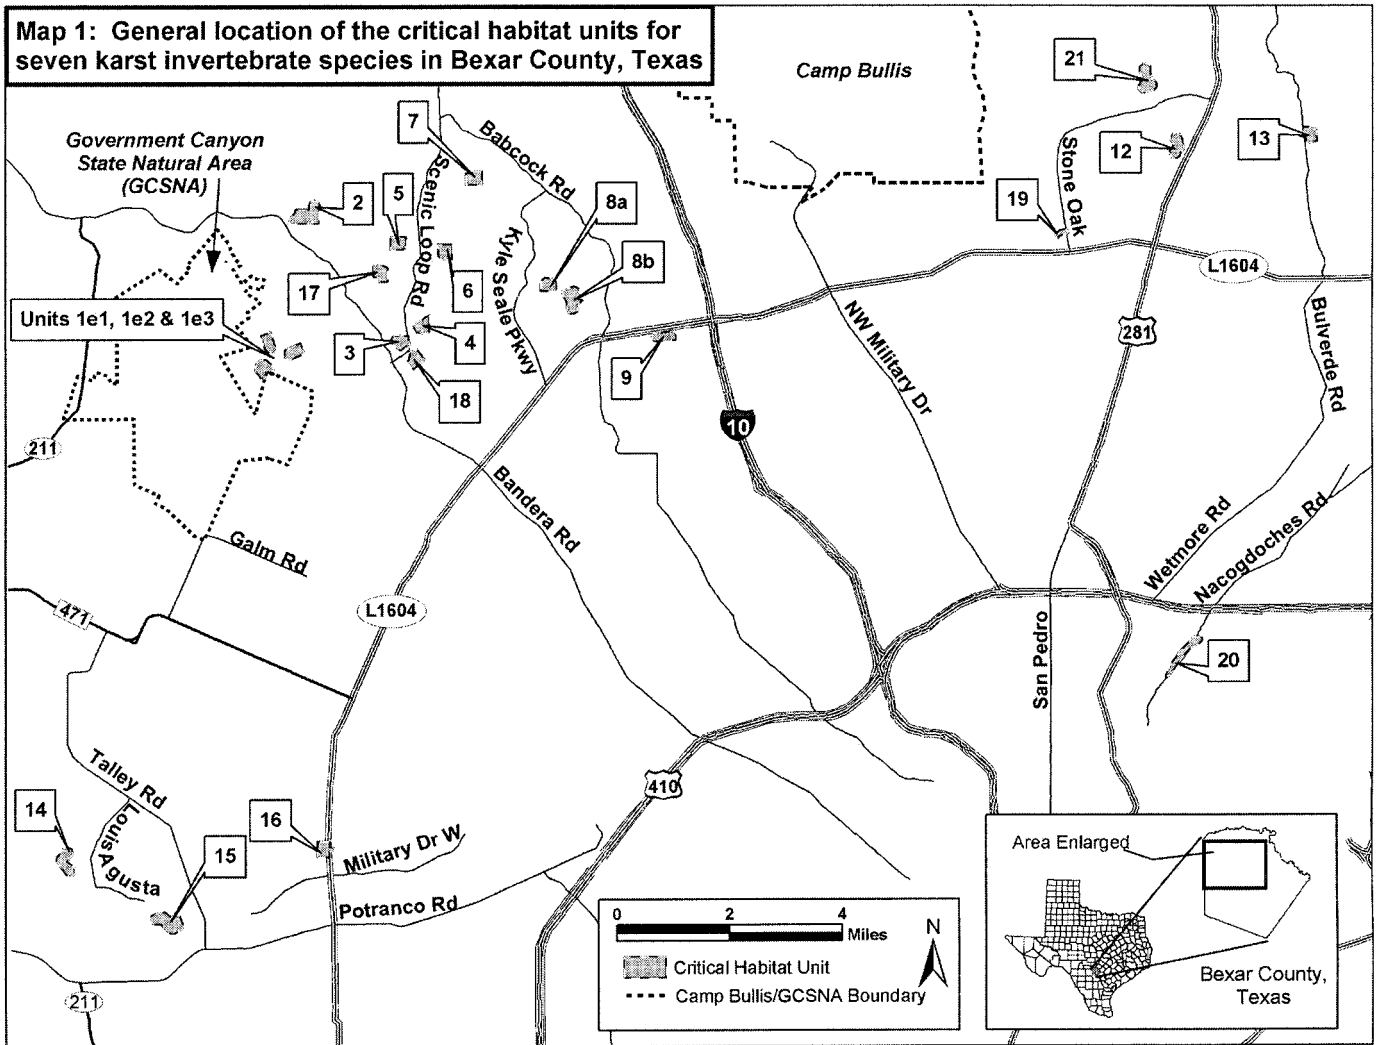 Map 1: General location of the critical habitat units for
seven karst invertebrate species in Bexar County, Texas
Camp Bullis
21
7
12
13
Government Canyon
State Natural Area
(GCSNA)
Babcock Rd
Scenic Loop Rd
Stone Oak
2
5
8a
19
Kyle Seale Pkwy
8b
L1604
17
6
Units 1e1, 1e2 & 1e3
NW Military Dr
281
Bulverde Rd
3
4
9
18
10
211
Bandera Rd
Wetmore Rd
Nacogdoches Rd
Galm Rd
471
L1604
San Pedro
20
Talley Rd
410
14
Louis Agusta
16
15
Military Dr W
Potranco Rd
211
0 2 4
Miles
N
Critical Habitat Unit
Camp Bullis/GCSNA Boundary
Area Enlarged
Bexar County,
Texas